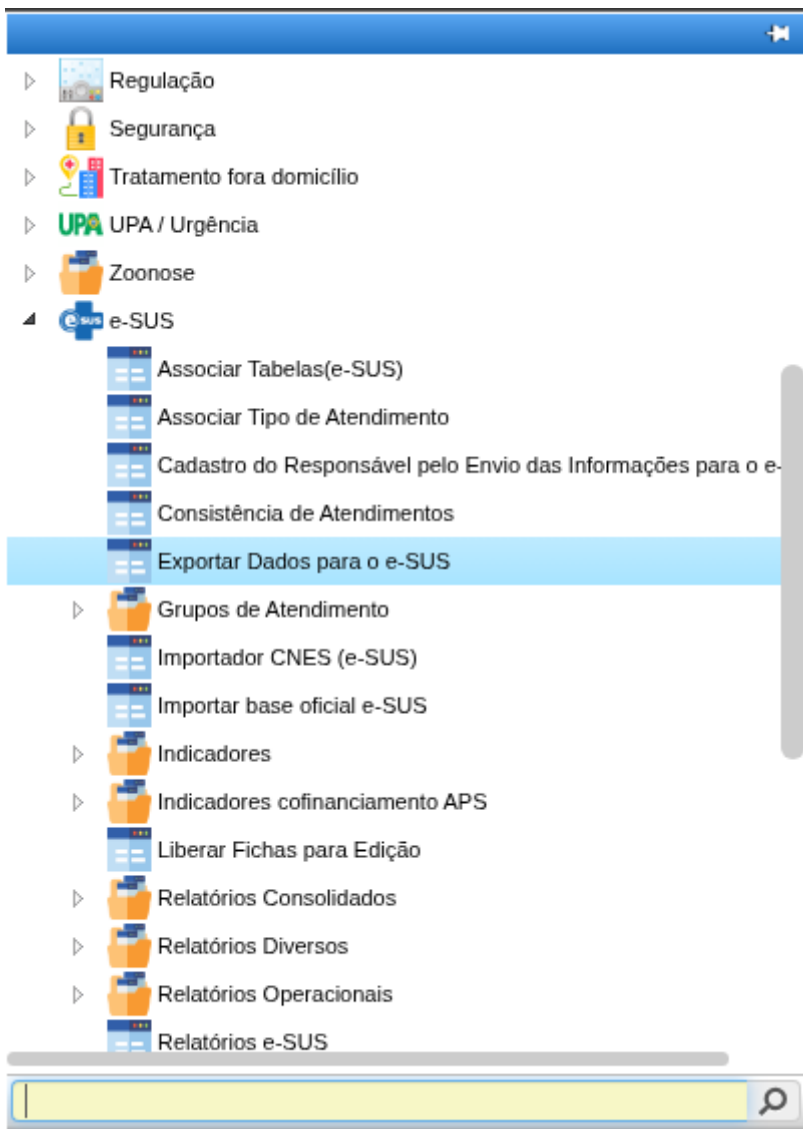 Regulação
Segurança
Tratamento fora domicílio
UPA UPA / Urgência
Zoonose
e sus e-SUS
Associar Tabelas(e-SUS)
Associar Tipo de Atendimento
Cadastro do Responsável pelo Envio das Informações para o e-
Consistência de Atendimentos
Exportar Dados para o e-SUS
Grupos de Atendimento
Importador CNES (e-SUS)
Importar base oficial e-SUS
Indicadores
Indicadores cofinanciamento APS
Liberar Fichas para Edição
Relatórios Consolidados
Relatórios Diversos
Relatórios Operacionais
Relatórios e-SUS